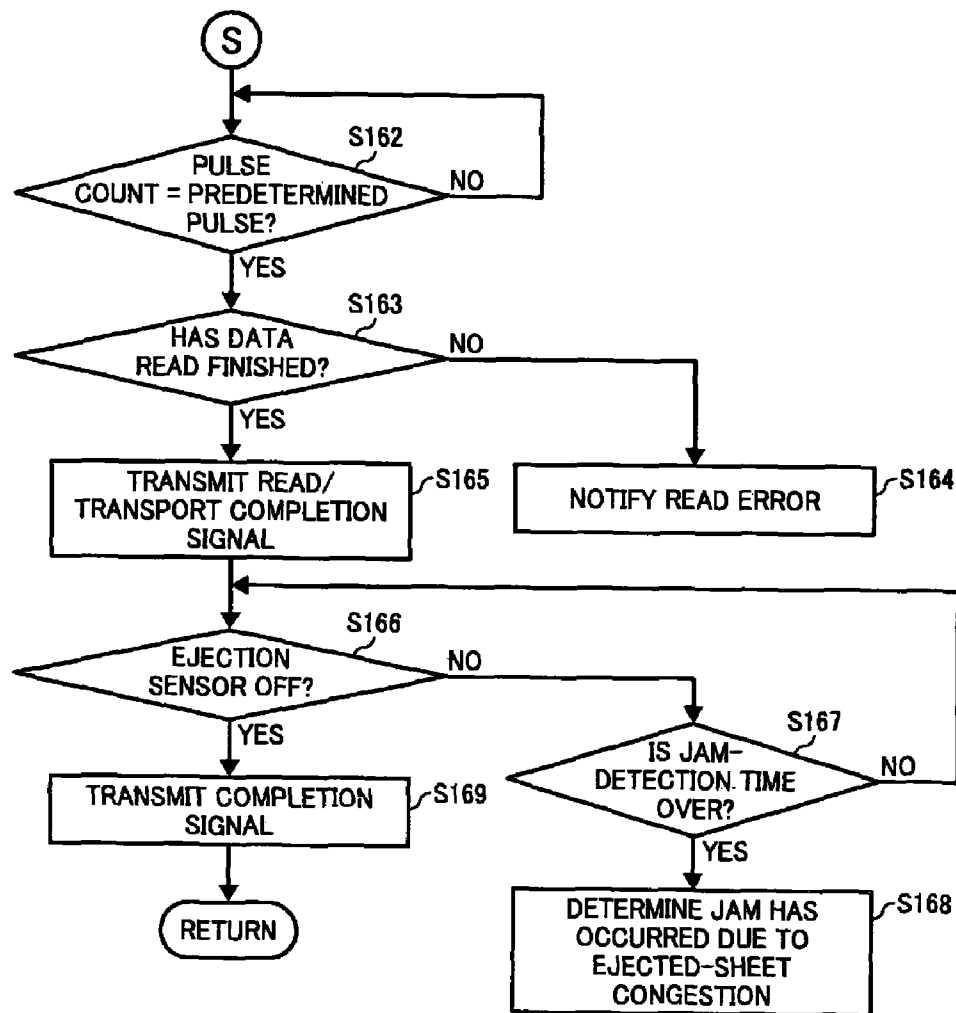 S
S162
PULSE
COUNT = PREDETERMINED
PULSE?
NO
YES
S163
HAS DATA
READ FINISHED?
NO
YES
TRANSMIT READ/
TRANSPORT COMPLETION
SIGNAL
S165
NOTIFY READ ERROR
S164
S166
EJECTION
SENSOR OFF?
NO
YES
S167
IS JAM-
DETECTION TIME
OVER?
NO
YES
TRANSMIT COMPLETION
SIGNAL
S169
RETURN
DETERMINE JAM HAS
OCCURRED DUE TO
EJECTED-SHEET
CONGESTION
S168